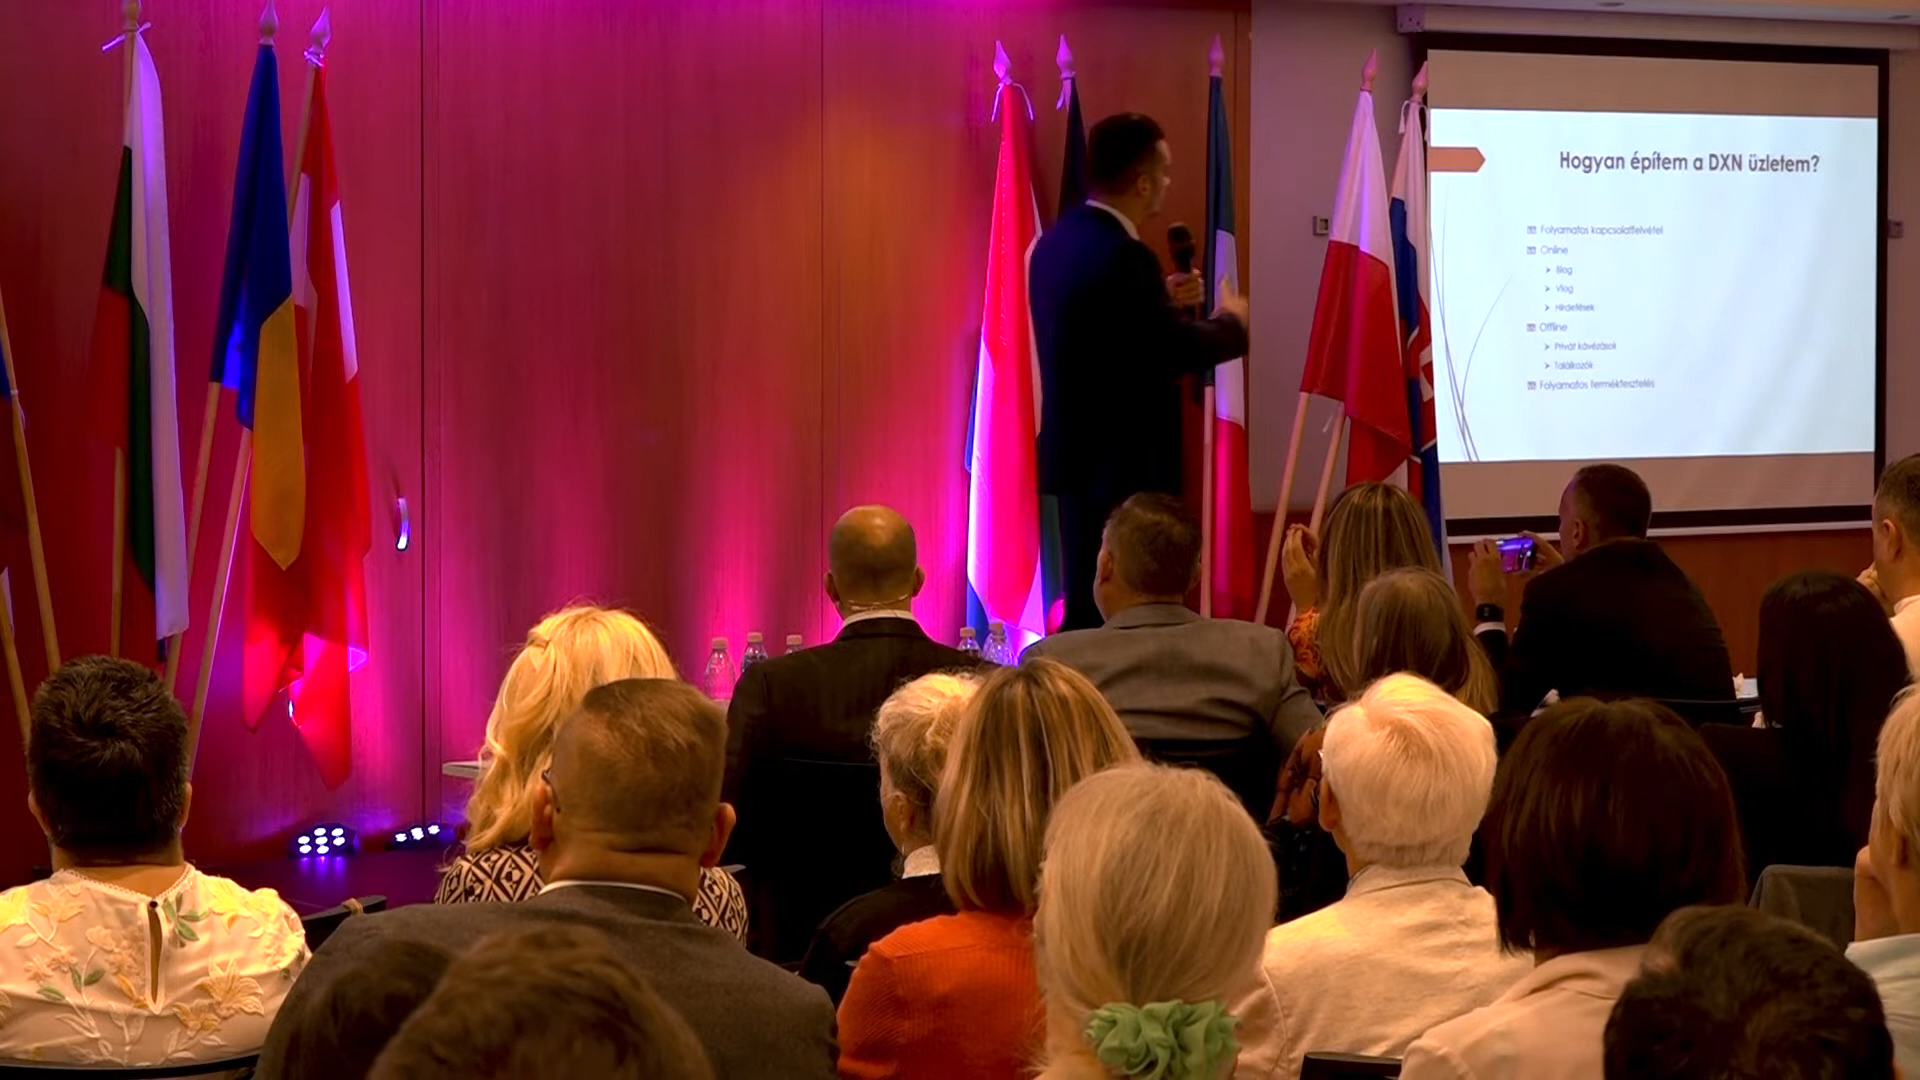 Hogyan építem a DXN üzletem?
Folyamatos kapcsolatfelvétel
Online
Blog
Vlog
Hirdetések
Offline
Privát kávézások
Találkozók
Folyamatos terméktesztelés